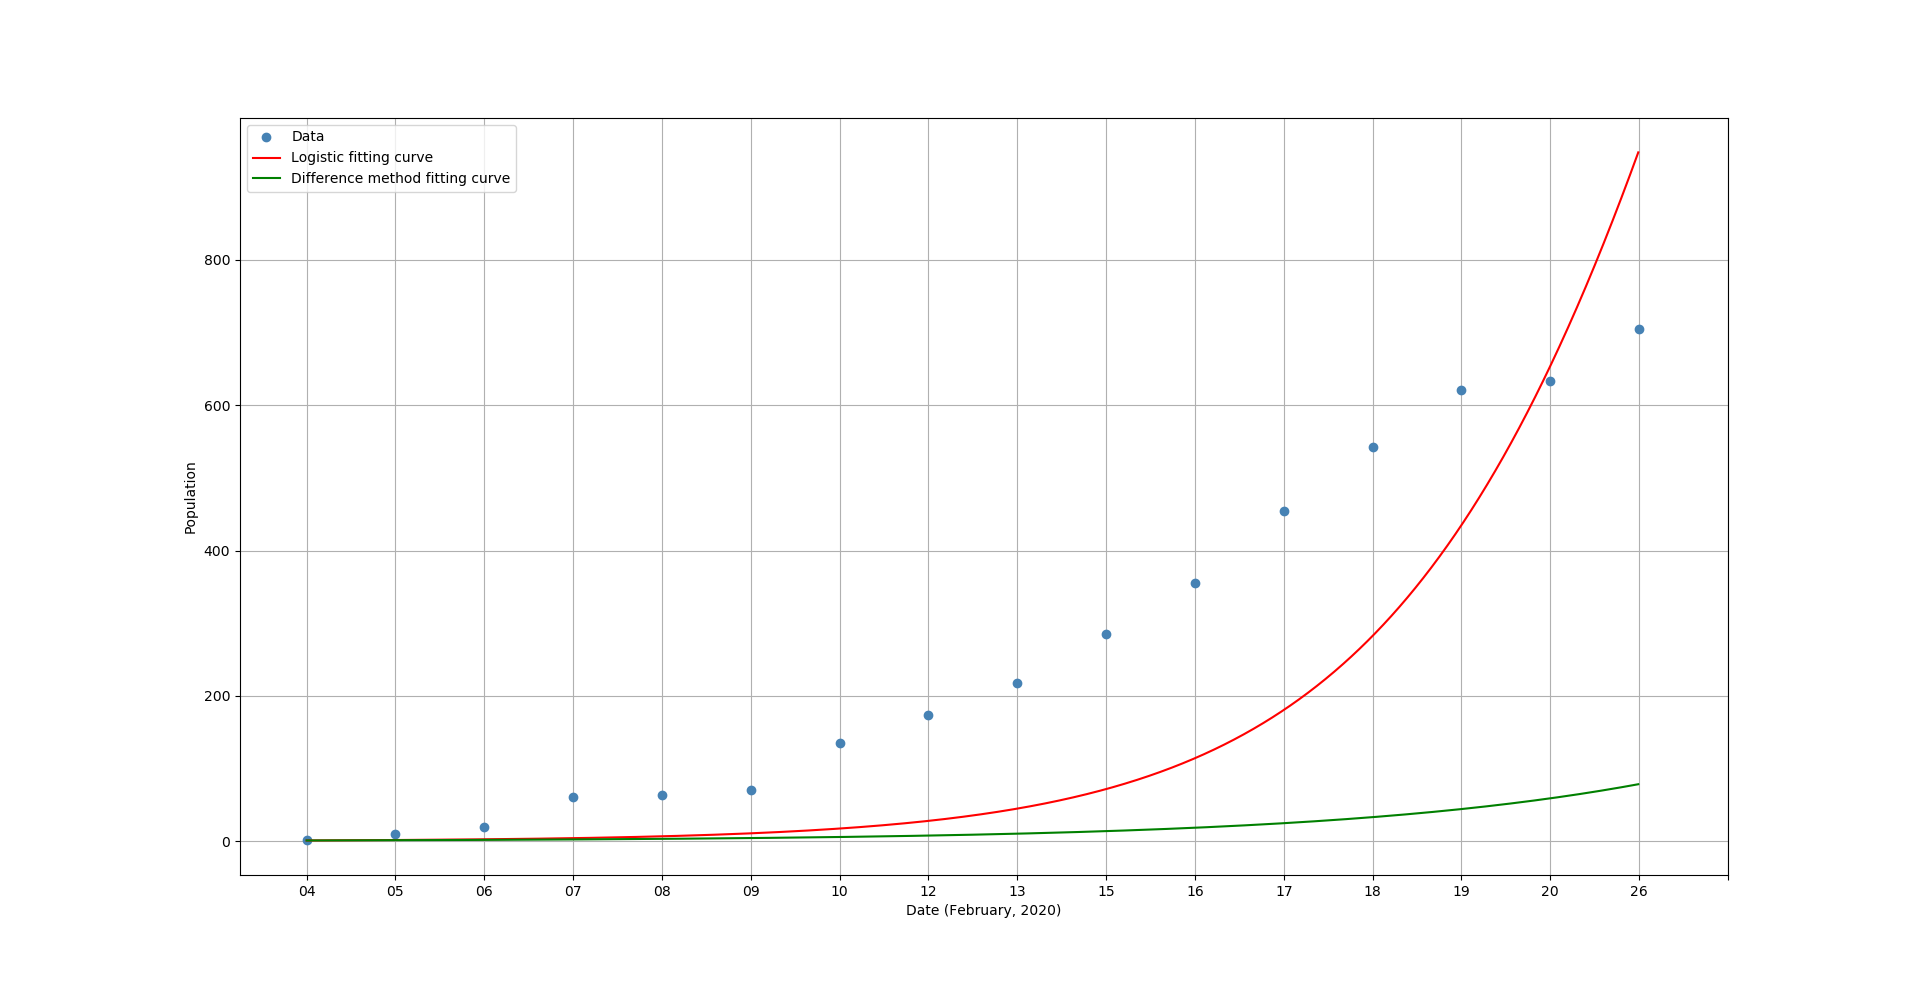 Data
Logistic fitting curve
Difference method fitting curve
800
600
400
200
0
Population
04 05 06 07 08 09 10 12 13 15 16 17 18 19 20 26
Date (February, 2020)